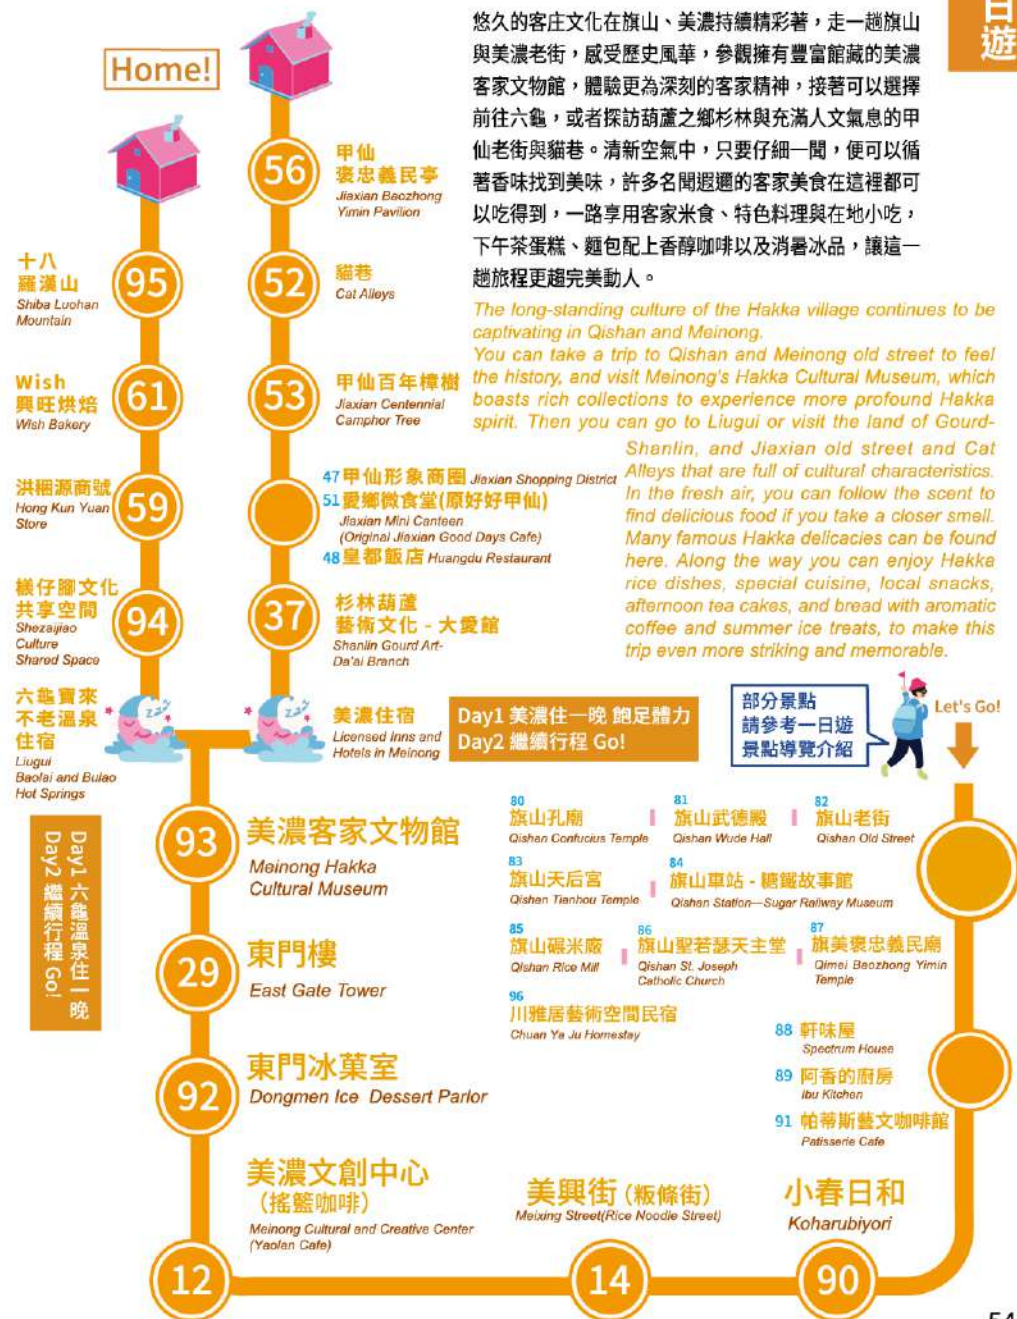 日遊
悠久的客庄文化在旗山、美濃持續精彩著，走一趟旗山
與美濃老街，感受歷史風華，參觀擁有豐富館藏的美濃
客家文物館，體驗更為深刻的客家精神，接著可以選擇
前往六龜，或者探訪葫蘆之鄉杉林與充滿人文氣息的甲
仙老街與貓巷。清新空氣中，只要仔細一聞，便可以循
著香味找到美味，許多名聞遐邇的客家美食在這裡都可
以吃得到，一路享用客家米食、特色料理與在地小吃，
下午茶蛋糕、麵包配上香醇咖啡以及消暑冰品，讓這一
趟旅程更趨完美動人。
The long-standing culture of the Hakka village continues to be
captivating in Qishan and Meinong.
You can take a trip to Qishan and Meinong old street to feel
the history, and visit Meinong's Hakka Cultural Museum, which
boasts rich collections to experience more profound Hakka
spirit. Then you can go to Liugui or visit the land of Gourd-
Shanlin, and Jiaxian old street and Cat
Alleys that are full of cultural characteristics.
In the fresh air, you can follow the scent to
find delicious food if you take a closer smell.
Many famous Hakka delicacies can be found
here. Along the way you can enjoy Hakka
rice dishes, special cuisine, local snacks,
afternoon tea cakes, and bread with aromatic
coffee and summer ice treats, to make this
trip even more striking and memorable.
Home!
56
甲仙
褒忠義民亭
Jiaxian Baozhong
Yimin Pavilion
52
貓巷
Cat Alleys
53
甲仙百年樟樹
Jiaxian Centennial
Camphor Tree
47 甲仙形象商圈 Jiaxian Shopping District
51 愛鄉微食堂(原好好甲仙)
Jiaxian Mini Canteen
(Original Jiaxian Good Days Cafe)
48 皇都飯店 Huangdu Restaurant
37
杉林葫蘆
藝術文化 - 大愛館
Shanlin Gourd Art-
Da'ai Branch
zzz
美濃住宿
Licensed Inns and
Hotels in Meinong
Day1 美濃住一晚 飽足體力
Day2 繼續行程 Go!
十八
羅漢山
Shiba Luohan
Mountain
95
Wish
興旺烘焙
Wish Bakery
61
洪稛源商號
Hong Kun Yuan
Store
59
㰥仔腳文化
共享空間
Shezaijiao
Culture
Shared Space
94
六龜寶來
不老溫泉
住宿
Liugui
Baolai and Bulao
Hot Springs
zzz
Day1 六龜溫泉住一晚
Day2 繼續行程 Go!
部分景點
請參考一日遊
景點導覽介紹
Let's Go!
80
旗山孔廟
Qishan Confucius Temple
81
旗山武德殿
Qishan Wude Hall
82
旗山老街
Qishan Old Street
83
旗山天后宮
Qishan Tianhou Temple
84
旗山車站 - 糖鐵故事館
Qishan Station—Sugar Railway Museum
85
旗山碾米廠
Qishan Rice Mill
86
旗山聖若瑟天主堂
Qishan St. Joseph
Catholic Church
87
旗美褒忠義民廟
Qimei Baozhong Yimin
Temple
96
川雅居藝術空間民宿
Chuan Ya Ju Homestay
88 軒味屋
Spectrum House
89 阿香的廚房
Ibu Kitchen
91 帕蒂斯藝文咖啡館
Patisserie Cafe
93
美濃客家文物館
Meinong Hakka
Cultural Museum
29
東門樓
East Gate Tower
92
東門冰菓室
Dongmen Ice Dessert Parlor
美濃文創中心
（搖籃咖啡）
Meinong Cultural and Creative Center
(Yaolan Cafe)
12
美興街（粄條街）
Meixing Street(Rice Noodle Street)
14
小春日和
Koharubiyori
90